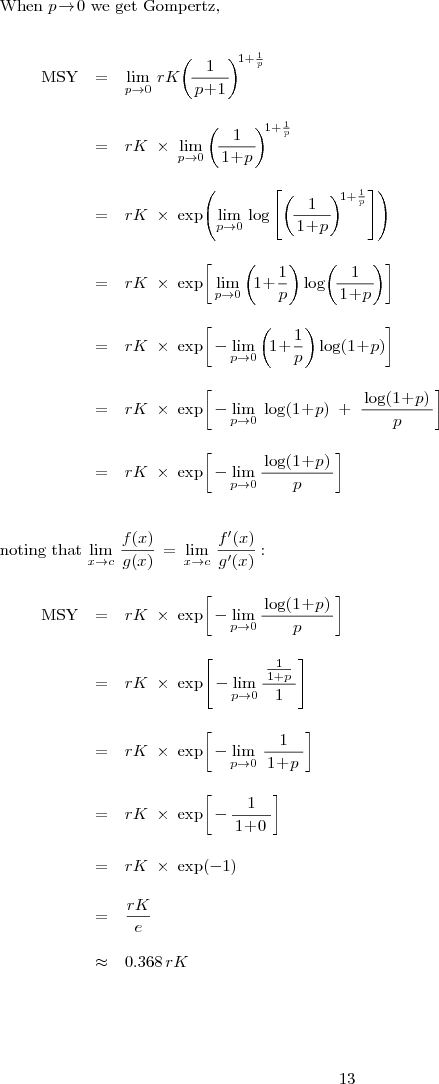 When p→0 we get Gompertz,
MSY = lim_{p→0} rK(1/(p+1))^{1+1/p}
= rK × lim_{p→0} (1/(1+p))^{1+1/p}
= rK × exp(lim_{p→0} log[(1/(1+p))^{1+1/p}])
= rK × exp[lim_{p→0} (1+1/p) log(1/(1+p))]
= rK × exp[−lim_{p→0} (1+1/p) log(1+p)]
= rK × exp[−lim_{p→0} log(1+p) + log(1+p)/p]
= rK × exp[−lim_{p→0} log(1+p)/p]
noting that lim_{x→c} f(x)/g(x) = lim_{x→c} f′(x)/g′(x) :
MSY = rK × exp[−lim_{p→0} log(1+p)/p]
= rK × exp[−lim_{p→0} (1/(1+p))/1]
= rK × exp[−lim_{p→0} 1/(1+p)]
= rK × exp[−1/(1+0)]
= rK × exp(−1)
= rK/e
≈ 0.368 rK
13